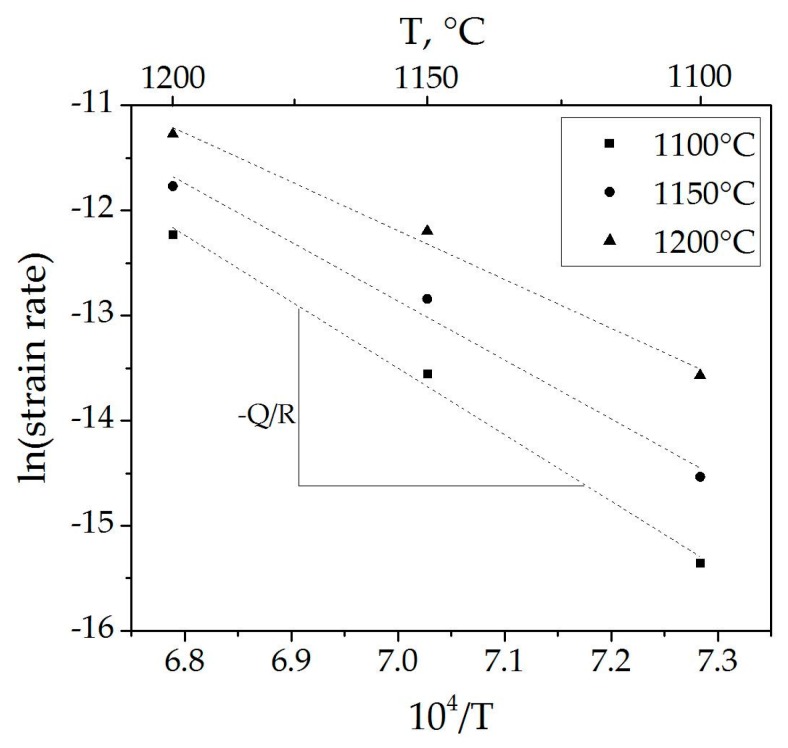 T, °C
1200
1150
1100
-11
-12
-13
-14
-15
-16
ln(strain rate)
1100°C
1150°C
1200°C
-Q/R
6.8
6.9
7.0
7.1
7.2
7.3
10⁴/T